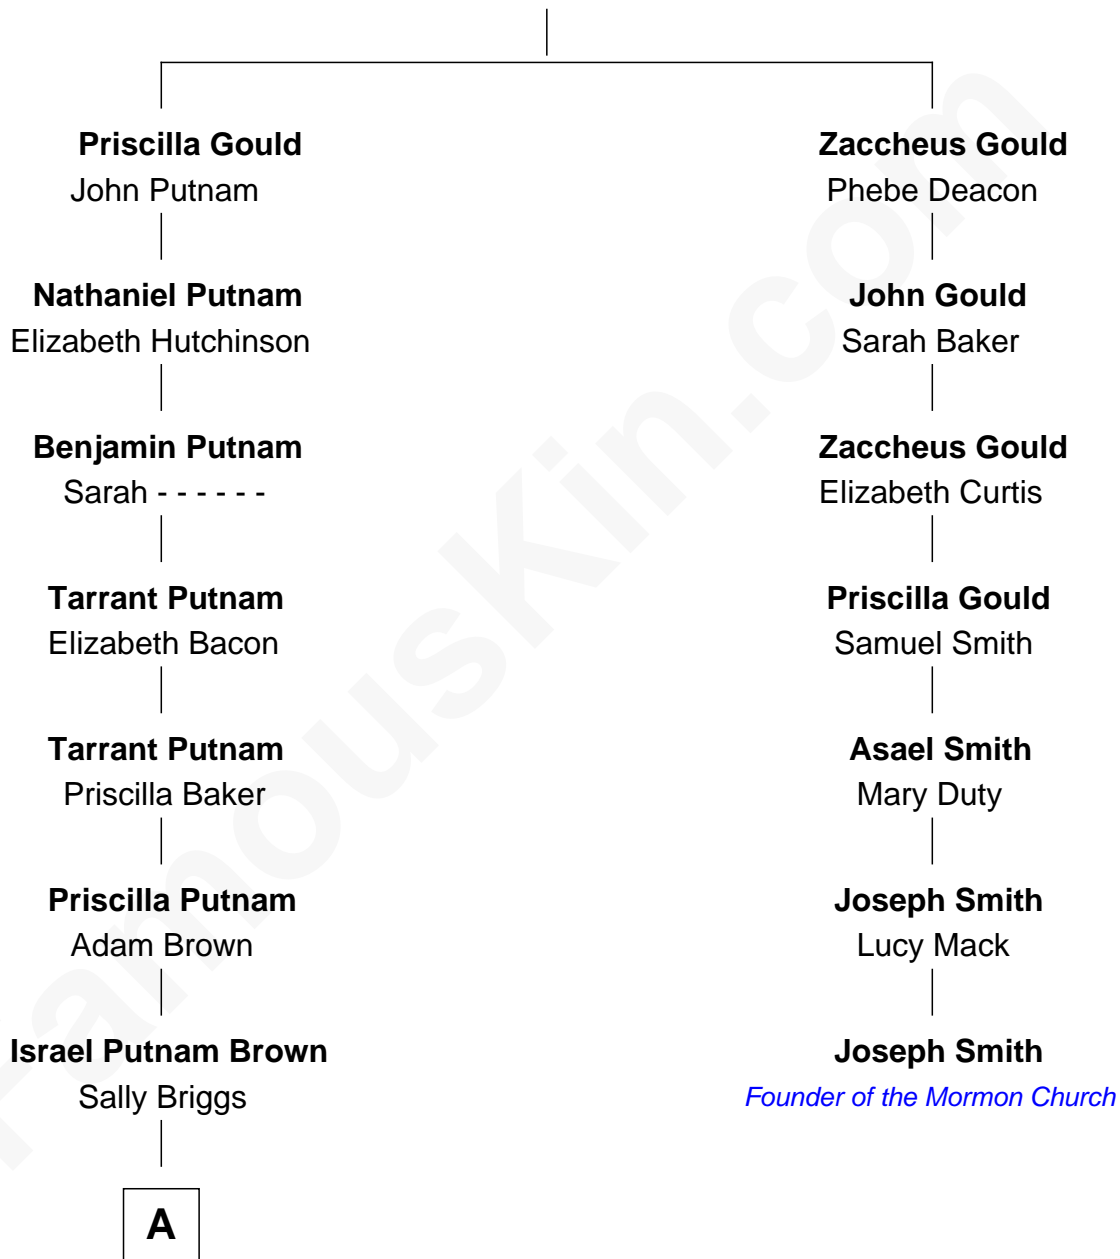 Priscilla Gould
John Putnam
Nathaniel Putnam
Elizabeth Hutchinson
Benjamin Putnam
Sarah - - - - - -
Tarrant Putnam
Elizabeth Bacon
Tarrant Putnam
Priscilla Baker
Priscilla Putnam
Adam Brown
Israel Putnam Brown
Sally Briggs
A
Zaccheus Gould
Phebe Deacon
John Gould
Sarah Baker
Zaccheus Gould
Elizabeth Curtis
Priscilla Gould
Samuel Smith
Asael Smith
Mary Duty
Joseph Smith
Lucy Mack
Joseph Smith
Founder of the Mormon Church
FamousKin.com